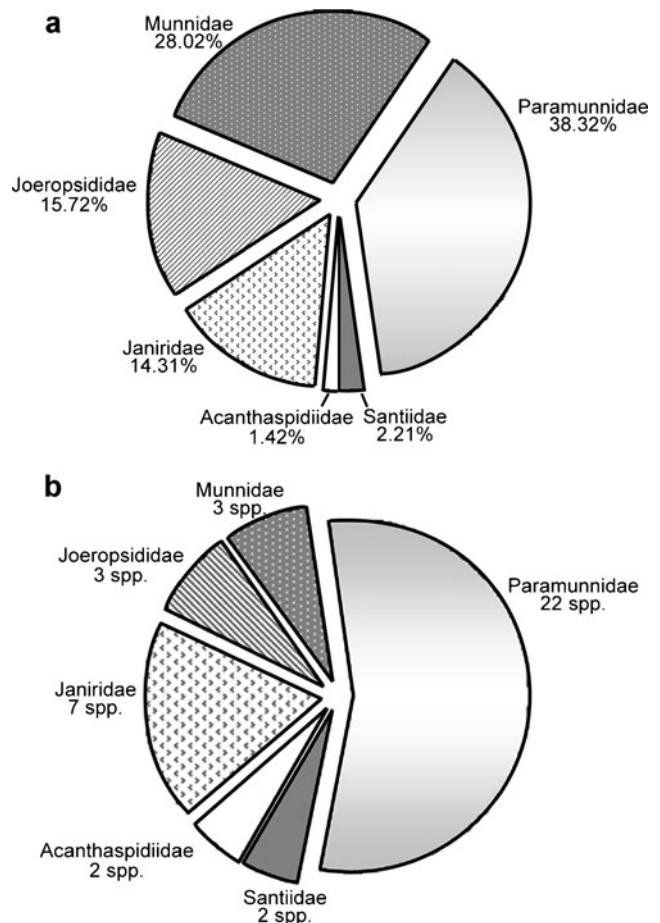 a
Munnidae
28.02%
Paramunnidae
38.32%
Joeropsididae
15.72%
Janiridae
14.31%
Acanthaspidiidae
1.42%
Santiidae
2.21%
b
Munnidae
3 spp.
Joeropsididae
3 spp.
Paramunnidae
22 spp.
Janiridae
7 spp.
Acanthaspidiidae
2 spp.
Santiidae
2 spp.